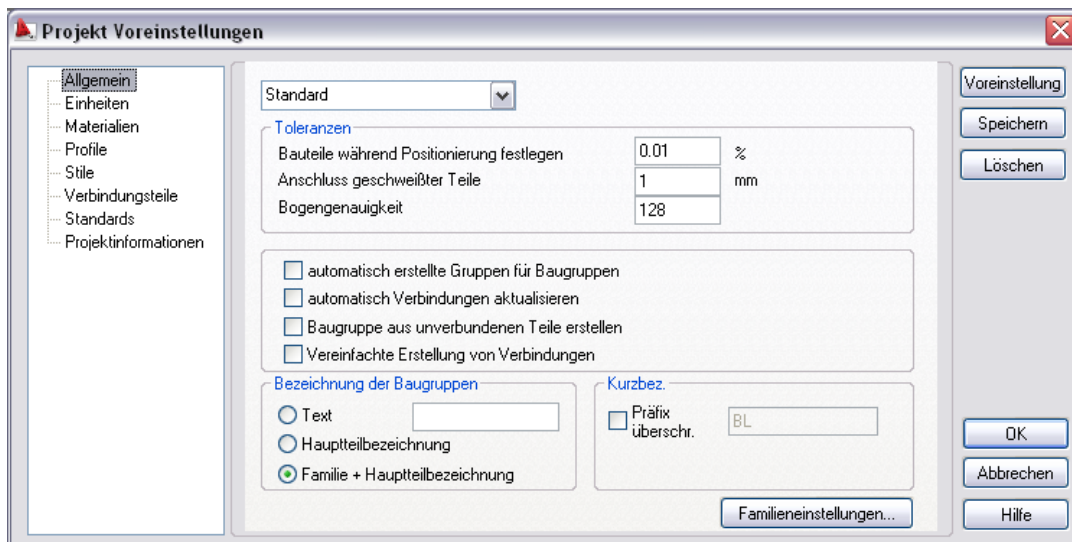 Projekt Voreinstellungen
Allgemein
Einheiten
Materialien
Profile
Stile
Verbindungsteile
Standards
Projektinformationen
Standard
Toleranzen
Bauteile während Positionierung festlegen 0.01 %
Anschluss geschweißter Teile 1 mm
Bogengenauigkeit 128
automatisch erstellte Gruppen für Baugruppen
automatisch Verbindungen aktualisieren
Baugruppe aus unverbundenen Teile erstellen
Vereinfachte Erstellung von Verbindungen
Bezeichnung der Baugruppen
Text
Hauptteilbezeichnung
Familie + Hauptteilbezeichnung
Kurzbez.
Präfix
überschr.
BL
Familieneinstellungen...
Voreinstellung
Speichern
Löschen
OK
Abbrechen
Hilfe